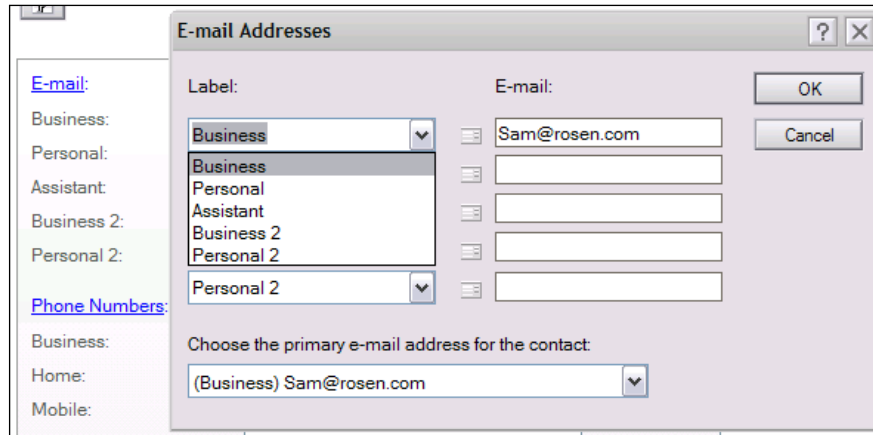 E-mail Addresses
?
E-mail:
Business:
Personal:
Assistant:
Business 2:
Personal 2:
Phone Numbers:
Business:
Home:
Mobile:
Label:
E-mail:
Business
Sam@rosen.com
Business
Personal
Assistant
Business 2
Personal 2
Personal 2
OK
Cancel
Choose the primary e-mail address for the contact:
(Business) Sam@rosen.com